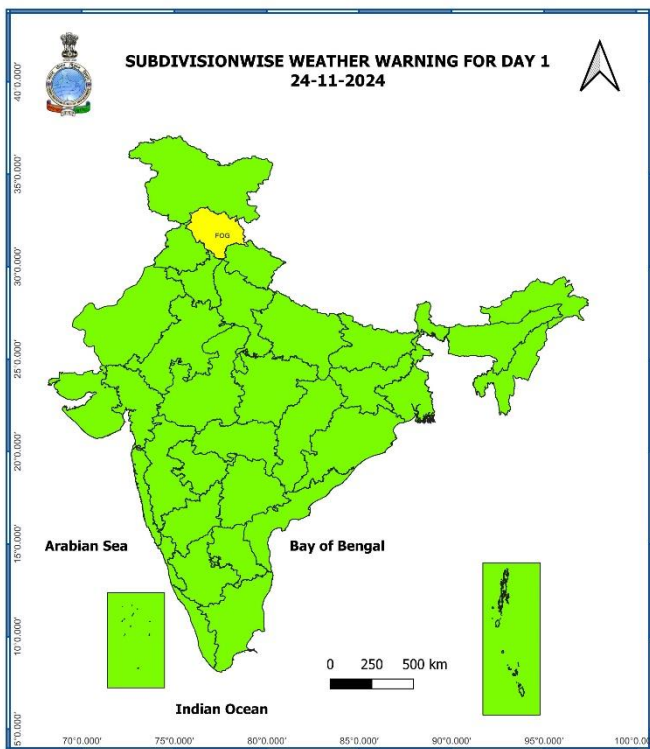 SUBDIVISIONWISE WEATHER WARNING FOR DAY 1
24-11-2024
40°0.000'
35°0.000'
FOG
30°0.000'
25°0.000'
20°0.000'
15°0.000'
Arabian Sea
Bay of Bengal
10°0.000'
0 250 500 km
Indian Ocean
5°0.000'
70°0.000' 75°0.000' 80°0.000' 85°0.000' 90°0.000' 95°0.000' 100°0.0